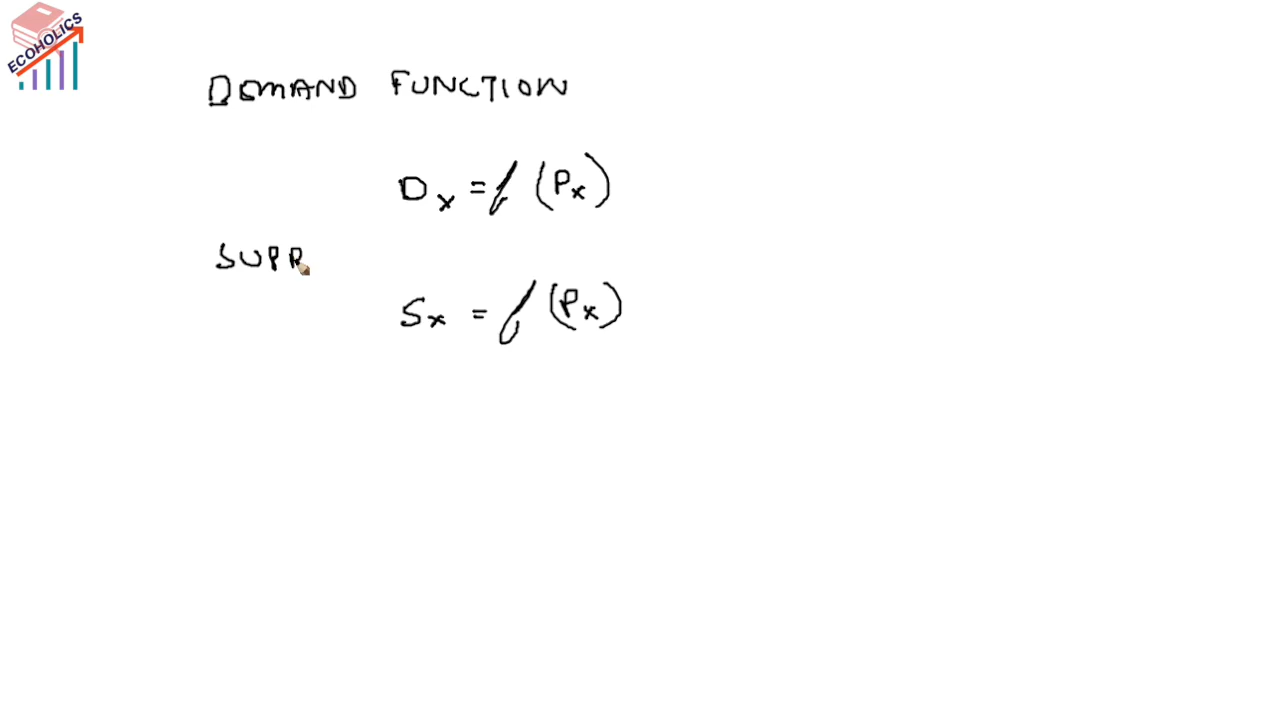 ECOHOLICS
DEMAND FUNCTION
Dx = f (Px)
SUPP
Sx = f (Px)